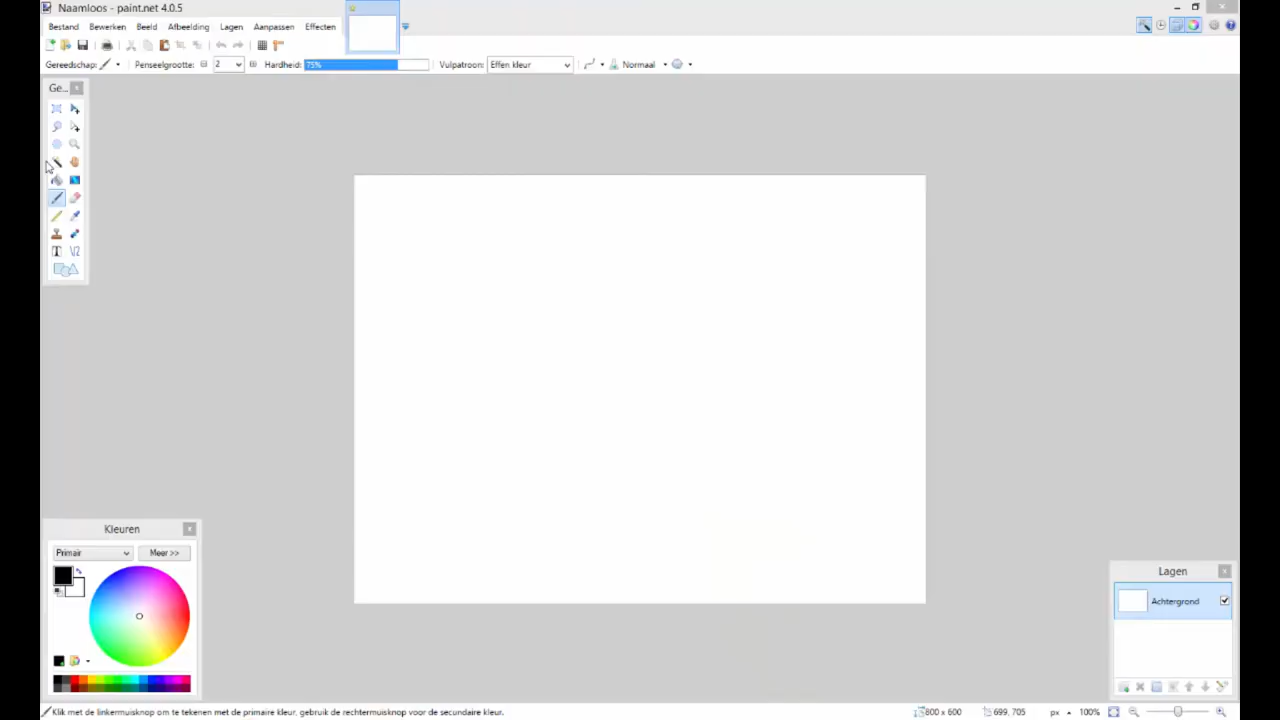 Naamloos - paint.net 4.0.5
Bestand Bewerken Beeld Afbeelding Lagen Aanpassen Effecten
Gereedschap: Penseelgrootte: 2 Hardheid: 75% Vulpatroon: Effen kleur Normaal
Ge...
T
Kleuren
Primair Meer >>
Lagen
Achtergrond
Klik met de linkermuisknop om te tekenen met de primaire kleur, gebruik de rechtermuisknop voor de secundaire kleur. 800 x 600 699, 705 px 100%